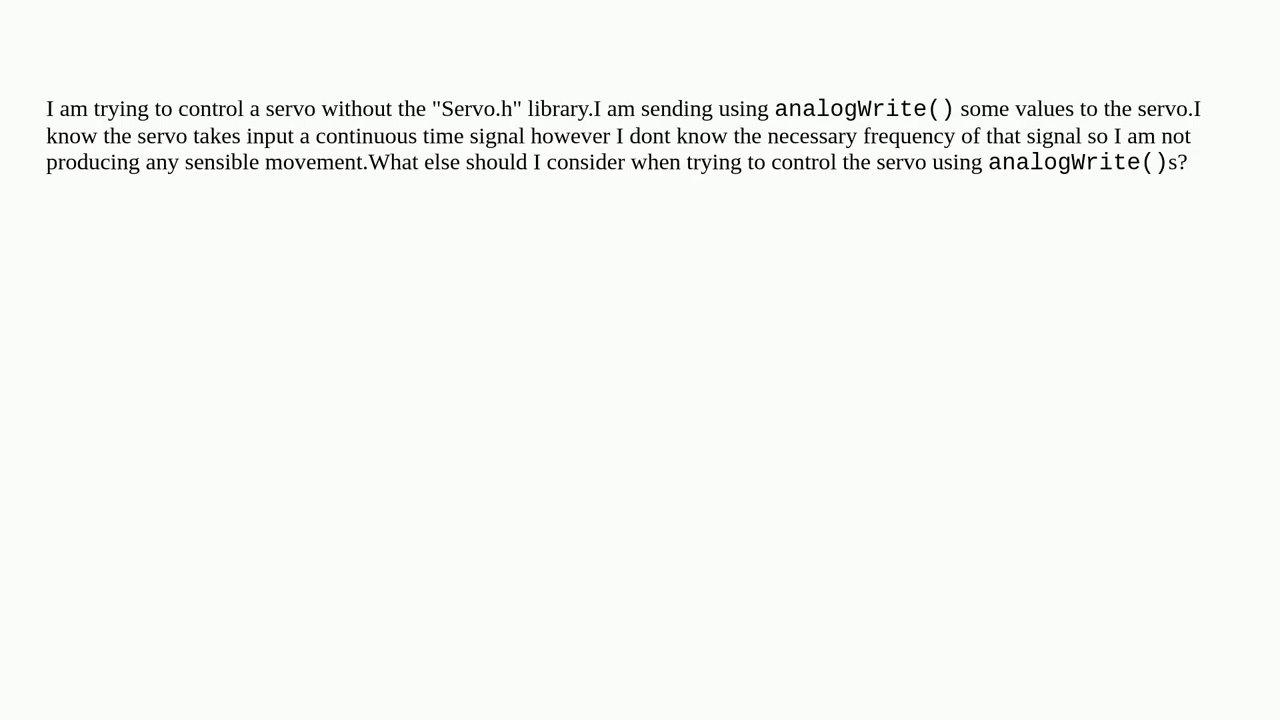 I am trying to control a servo without the "Servo.h" library.I am sending using analogWrite() some values to the servo.I
know the servo takes input a continuous time signal however I dont know the necessary frequency of that signal so I am not
producing any sensible movement.What else should I consider when trying to control the servo using analogWrite()s?